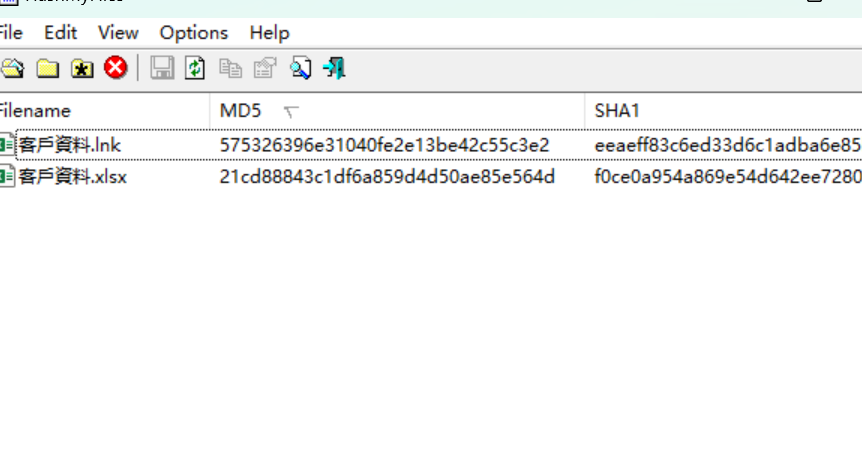 File Edit View Options Help
Filename MD5 SHA1
客戶資料.lnk 575326396e31040fe2e13be42c55c3e2 eeaeff83c6ed33d6c1adba6e85
客戶資料.xlsx 21cd88843c1df6a859d4d50ae85e564d f0ce0a954a869e54d642ee7280